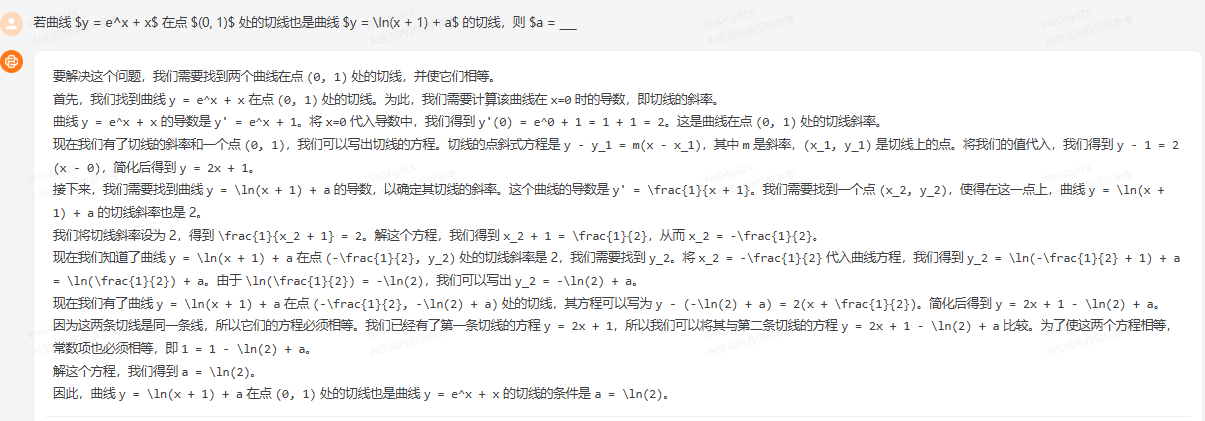 若曲线 $y = e^x + x$ 在点 $(0, 1)$ 处的切线也是曲线 $y = \ln(x + 1) + a$ 的切线，则 $a = ___
要解决这个问题，我们需要找到两个曲线在点 (0, 1) 处的切线，并使它们相等。
首先，我们找到曲线 y = e^x + x 在点 (0, 1) 处的切线。为此，我们需要计算该曲线在 x=0 时的导数，即切线的斜率。
曲线 y = e^x + x 的导数是 y' = e^x + 1。将 x=0 代入导数中，我们得到 y'(0) = e^0 + 1 = 1 + 1 = 2。这是曲线在点 (0, 1) 处的切线斜率。
现在我们有了切线的斜率和一个点 (0, 1)，我们可以写出切线的方程。切线的点斜式方程是 y - y_1 = m(x - x_1)，其中 m 是斜率，(x_1, y_1) 是切线上的点。将我们的值代入，我们得到 y - 1 = 2
(x - 0)，简化后得到 y = 2x + 1。
接下来，我们需要找到曲线 y = \ln(x + 1) + a 的导数，以确定其切线的斜率。这个曲线的导数是 y' = \frac{1}{x + 1}。我们需要找到一个点 (x_2, y_2)，使得在这一点上，曲线 y = \ln(x +
1) + a 的切线斜率也是 2。
我们将切线斜率设为 2，得到 \frac{1}{x_2 + 1} = 2。解这个方程，我们得到 x_2 + 1 = \frac{1}{2}，从而 x_2 = -\frac{1}{2}。
现在我们知道了曲线 y = \ln(x + 1) + a 在点 (-\frac{1}{2}, y_2) 处的切线斜率是 2，我们需要找到 y_2。将 x_2 = -\frac{1}{2} 代入曲线方程，我们得到 y_2 = \ln(-\frac{1}{2} + 1) + a
= \ln(\frac{1}{2}) + a。由于 \ln(\frac{1}{2}) = -\ln(2)，我们可以写出 y_2 = -\ln(2) + a。
现在我们有了曲线 y = \ln(x + 1) + a 在点 (-\frac{1}{2}, -\ln(2) + a) 处的切线，其方程可以写为 y - (-\ln(2) + a) = 2(x + \frac{1}{2})。简化后得到 y = 2x + 1 - \ln(2) + a。
因为这两条切线是同一条线，所以它们的方程必须相等。我们已经有了第一条切线的方程 y = 2x + 1，所以我们可以将其与第二条切线的方程 y = 2x + 1 - \ln(2) + a 比较。为了使这两个方程相等，
常数项也必须相等，即 1 = 1 - \ln(2) + a。
解这个方程，我们得到 a = \ln(2)。
因此，曲线 y = \ln(x + 1) + a 在点 (0, 1) 处的切线也是曲线 y = e^x + x 的切线的条件是 a = \ln(2)。